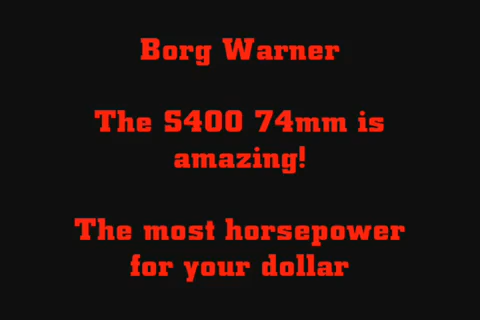 Borg Warner
The S400 74mm is
amazing!
The most horsepower
for your dollar